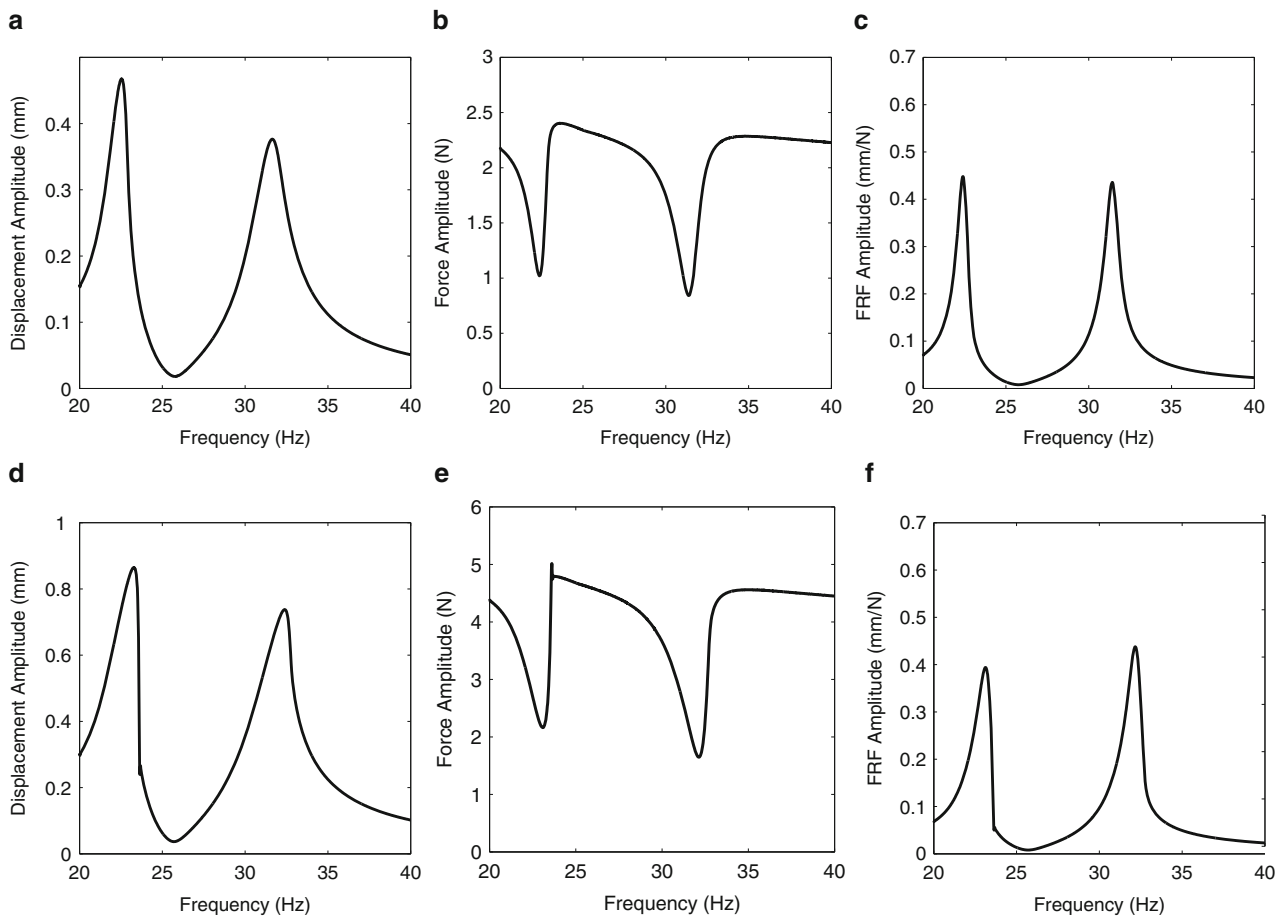 a
Displacement Amplitude (mm)
0.4
0.3
0.2
0.1
0
20 25 30 35 40
Frequency (Hz)
b
Force Amplitude (N)
3
2.5
2
1.5
1
0.5
0
20 25 30 35 40
Frequency (Hz)
c
FRF Amplitude (mm/N)
0.7
0.6
0.5
0.4
0.3
0.2
0.1
0
20 25 30 35 40
Frequency (Hz)
d
Displacement Amplitude (mm)
1
0.8
0.6
0.4
0.2
0
20 25 30 35 40
Frequency (Hz)
e
Force Amplitude (N)
6
5
4
3
2
1
0
20 25 30 35 40
Frequency (Hz)
f
FRF Amplitude (mm/N)
0.7
0.6
0.5
0.4
0.3
0.2
0.1
0
20 25 30 35 40
Frequency (Hz)